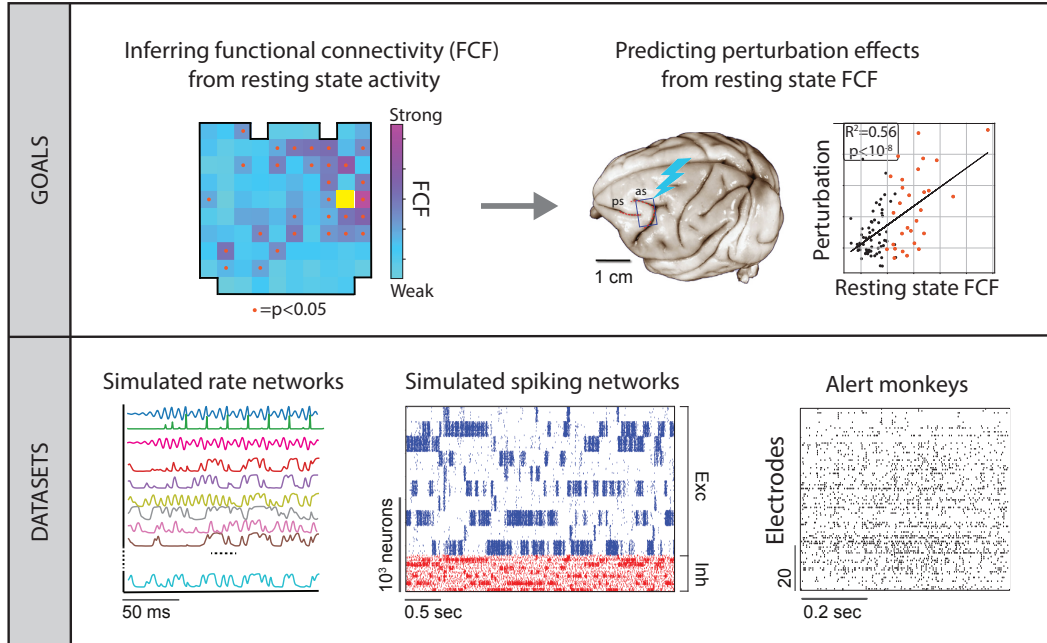 GOALS
Inferring functional connectivity (FCF)
from resting state activity
Strong
FCF
Weak
•=p<0.05
Predicting perturbation effects
from resting state FCF
as
ps
1 cm
R²=0.56
p<10⁻⁸
Perturbation
Resting state FCF
DATASETS
Simulated rate networks
50 ms
Simulated spiking networks
10³ neurons
Exc
Inh
0.5 sec
Alert monkeys
Electrodes
20
0.2 sec